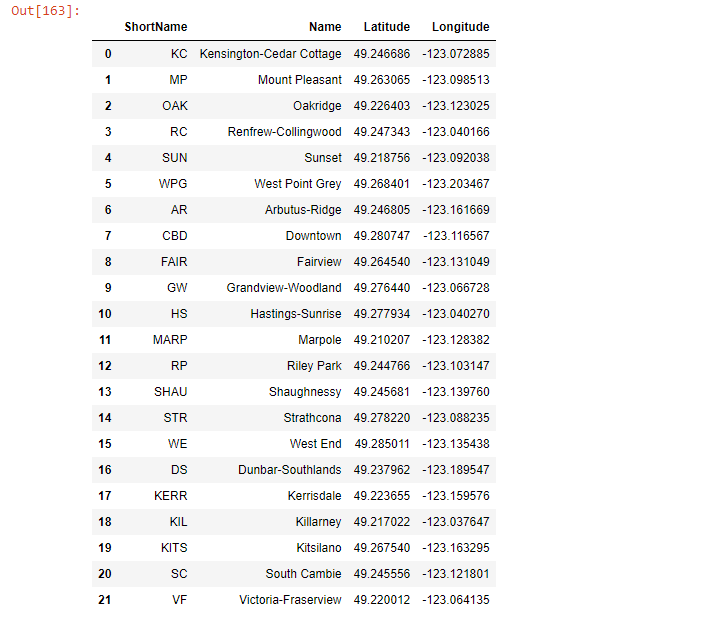 Out[163]:
ShortName Name Latitude Longitude
0 KC Kensington-Cedar Cottage 49.246686 -123.072885
1 MP Mount Pleasant 49.263065 -123.098513
2 OAK Oakridge 49.226403 -123.123025
3 RC Renfrew-Collingwood 49.247343 -123.040166
4 SUN Sunset 49.218756 -123.092038
5 WPG West Point Grey 49.268401 -123.203467
6 AR Arbutus-Ridge 49.246805 -123.161669
7 CBD Downtown 49.280747 -123.116567
8 FAIR Fairview 49.264540 -123.131049
9 GW Grandview-Woodland 49.276440 -123.066728
10 HS Hastings-Sunrise 49.277934 -123.040270
11 MARP Marpole 49.210207 -123.128382
12 RP Riley Park 49.244766 -123.103147
13 SHAU Shaughnessy 49.245681 -123.139760
14 STR Strathcona 49.278220 -123.088235
15 WE West End 49.285011 -123.135438
16 DS Dunbar-Southlands 49.237962 -123.189547
17 KERR Kerrisdale 49.223655 -123.159576
18 KIL Killarney 49.217022 -123.037647
19 KITS Kitsilano 49.267540 -123.163295
20 SC South Cambie 49.245556 -123.121801
21 VF Victoria-Fraserview 49.220012 -123.064135